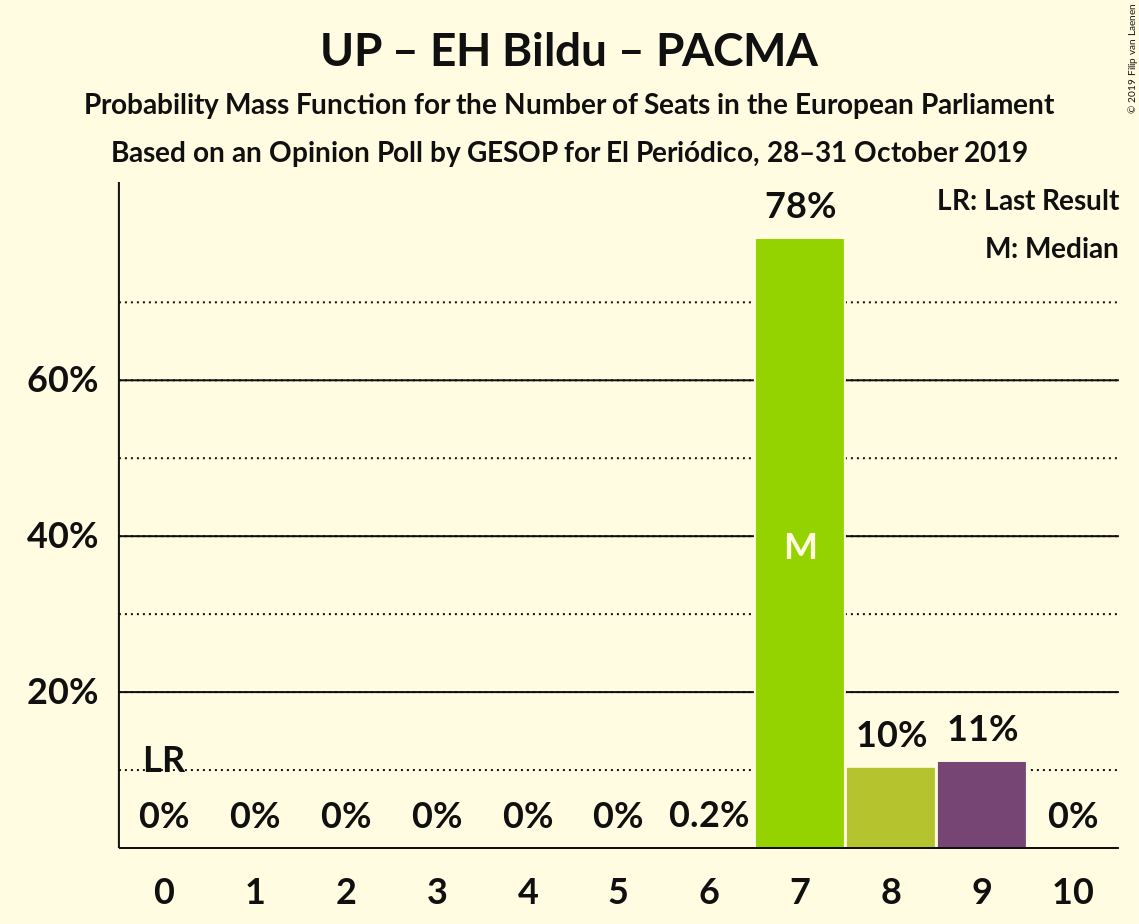 UP – EH Bildu – PACMA
Probability Mass Function for the Number of Seats in the European Parliament
Based on an Opinion Poll by GESOP for El Periódico, 28–31 October 2019
© 2019 Filip van Laenen
LR: Last Result
M: Median
78%
60%
40%
20%
M
LR
0%
0%
0%
0%
0%
0%
0.2%
10%
11%
0%
0 1 2 3 4 5 6 7 8 9 10